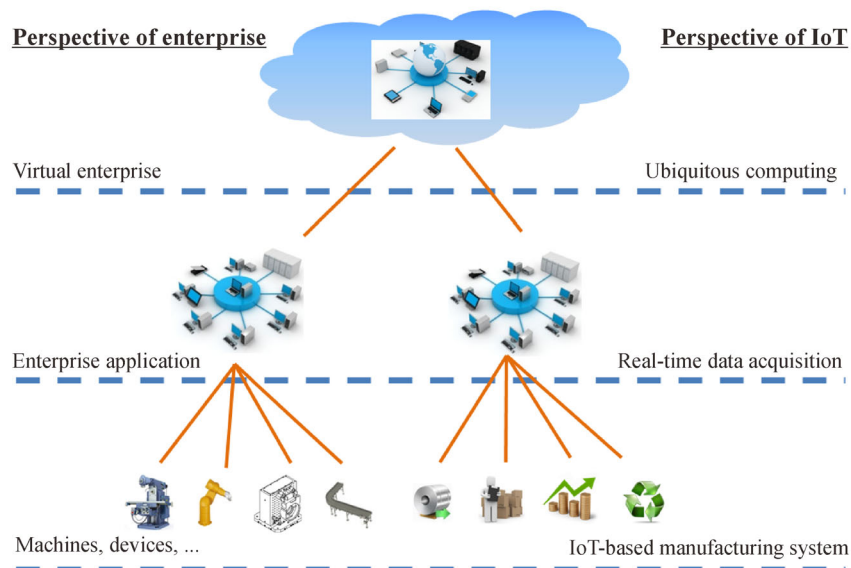 Perspective of enterprise
Perspective of IoT
Virtual enterprise
Ubiquitous computing
Enterprise application
Real-time data acquisition
Machines, devices, ...
IoT-based manufacturing system